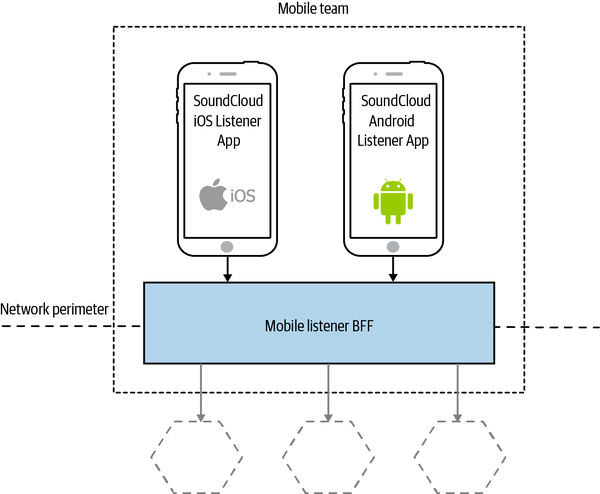 Mobile team
SoundCloud
iOS Listener
App
iOS
SoundCloud
Android
Listener App
Network perimeter
Mobile listener BFF